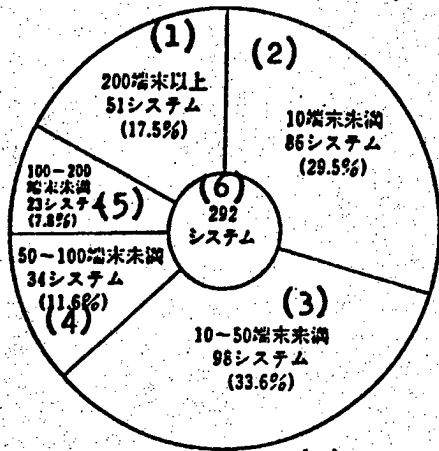 (1)
200端末以上
51システム
(17.5%)
(2)
10端末未満
86システム
(29.5%)
(3)
10～50端末未満
98システム
(33.6%)
50～100端末未満
34システム
(11.6%)
(4)
100～200
端末未満
23システム
(7.8%)
(5)
(6)
292
システム